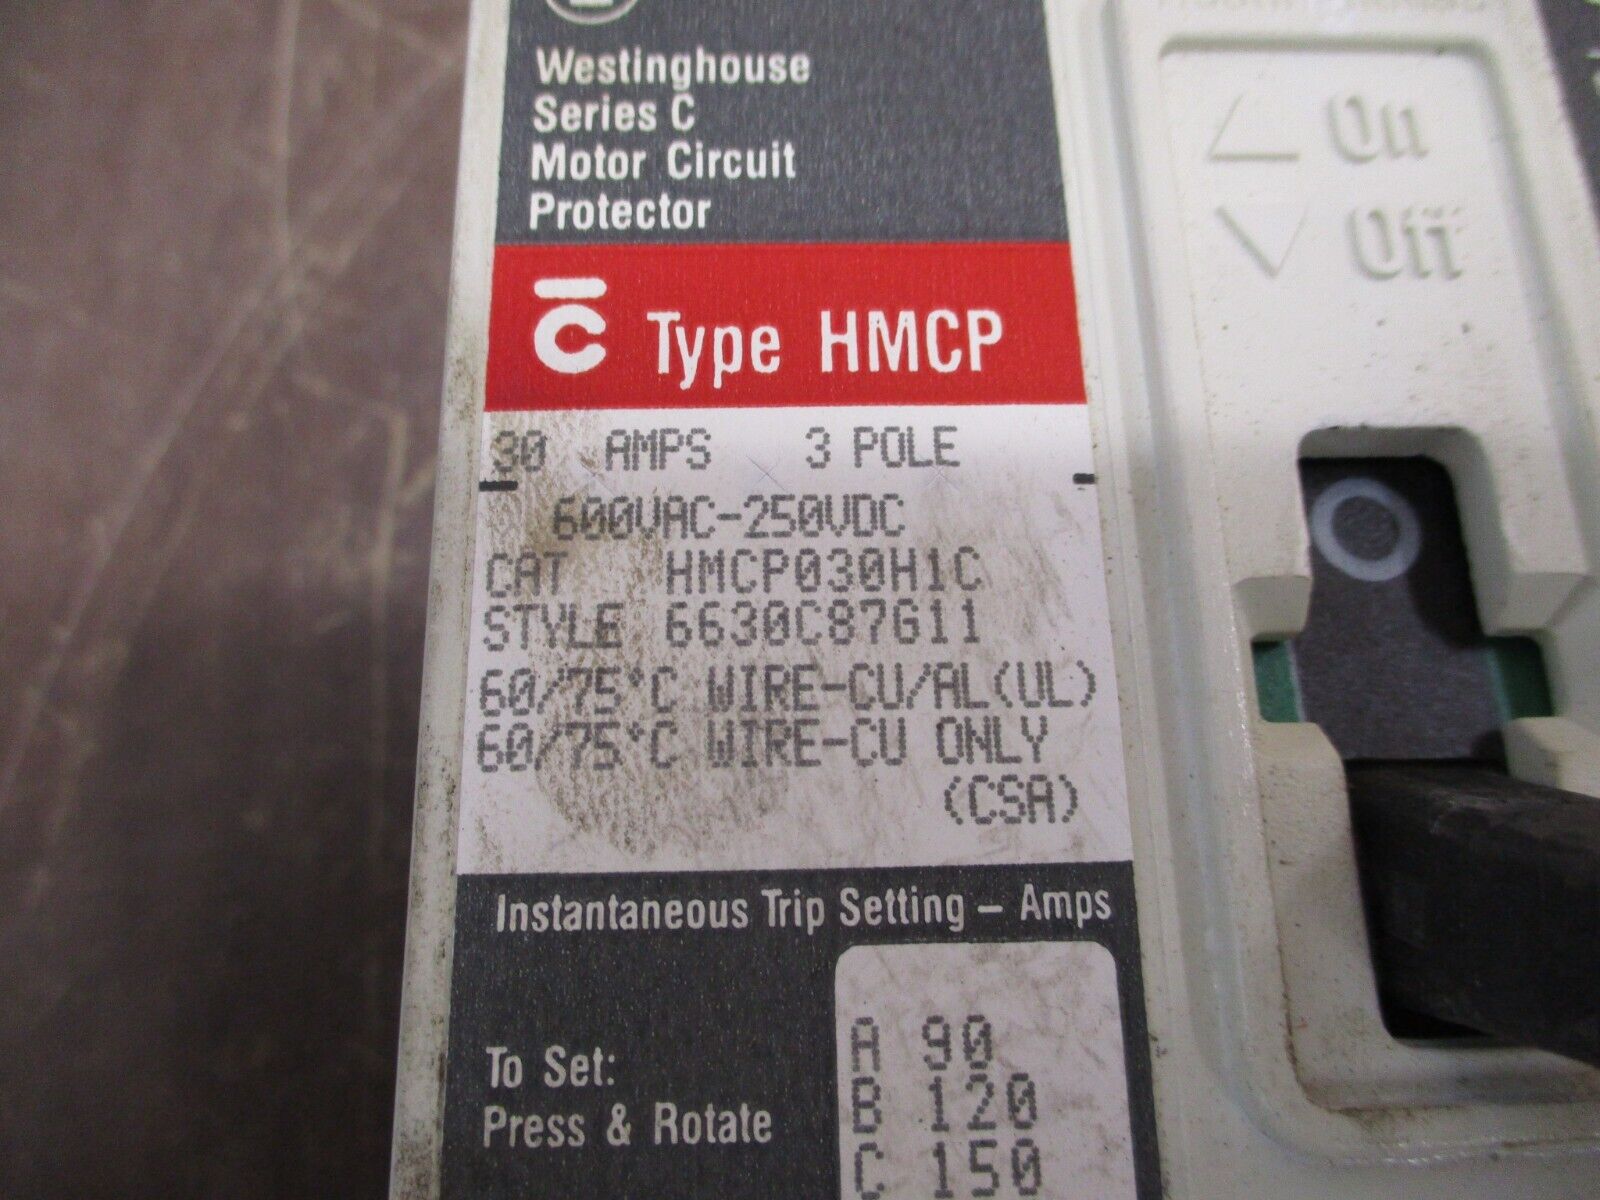 Westinghouse
Series C
Motor Circuit
Protector
On
Off
C Type HMCP
30 AMPS 3 POLE
600VAC-250VDC
CAT HMCP030H1C
STYLE 6630C87G11
60/75°C WIRE-CU/AL(UL)
60/75°C WIRE-CU ONLY
(CSA)
Instantaneous Trip Setting – Amps
To Set:
Press & Rotate
A 90
B 120
C 150